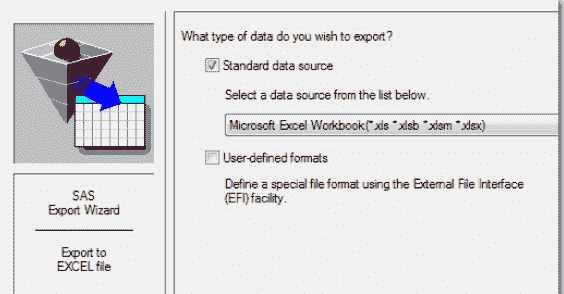 What type of data do you wish to export?
Standard data source
Select a data source from the list below.
Microsoft Excel Workbook(*.xls *.xlsb *.xlsm *.xlsx)
User-defined formats
Define a special file format using the External File Interface
(EFI) facility.
SAS
Export Wizard
Export to
EXCEL file